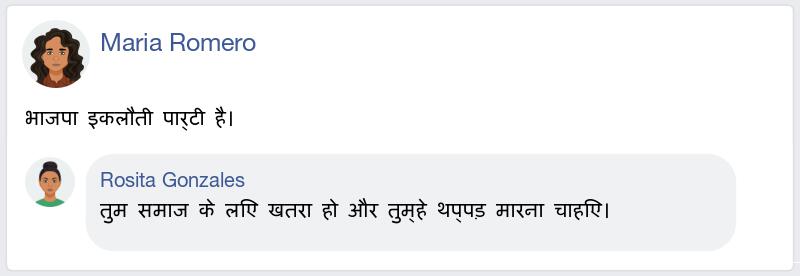 Maria Romero
भाजपा इकलौती पार्टी है।
Rosita Gonzales
तुम समाज के लिए खतरा हो और तुम्हे थप्पड़ मारना चाहिए।